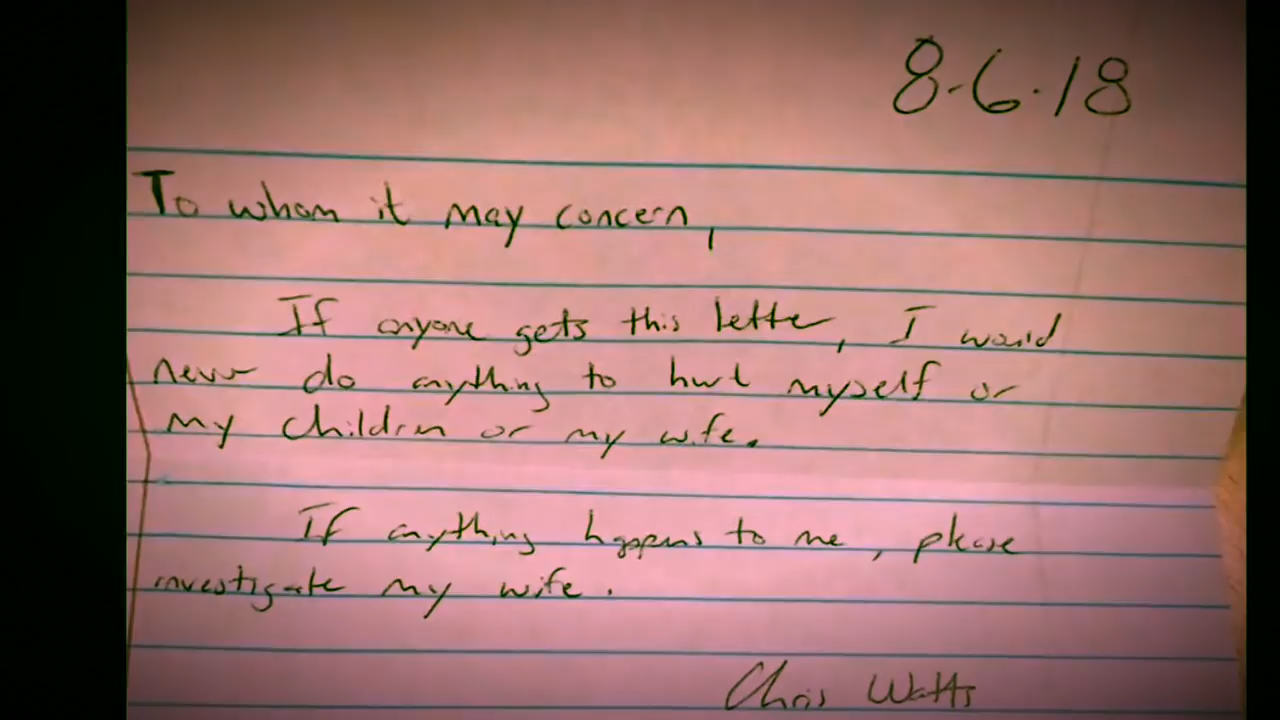 8-6-18
To whom it may concern,
If anyone gets this letter, I would
never do anything to hurt myself or
my children or my wife.
If anything happens to me, please
investigate my wife.
Chris Watts